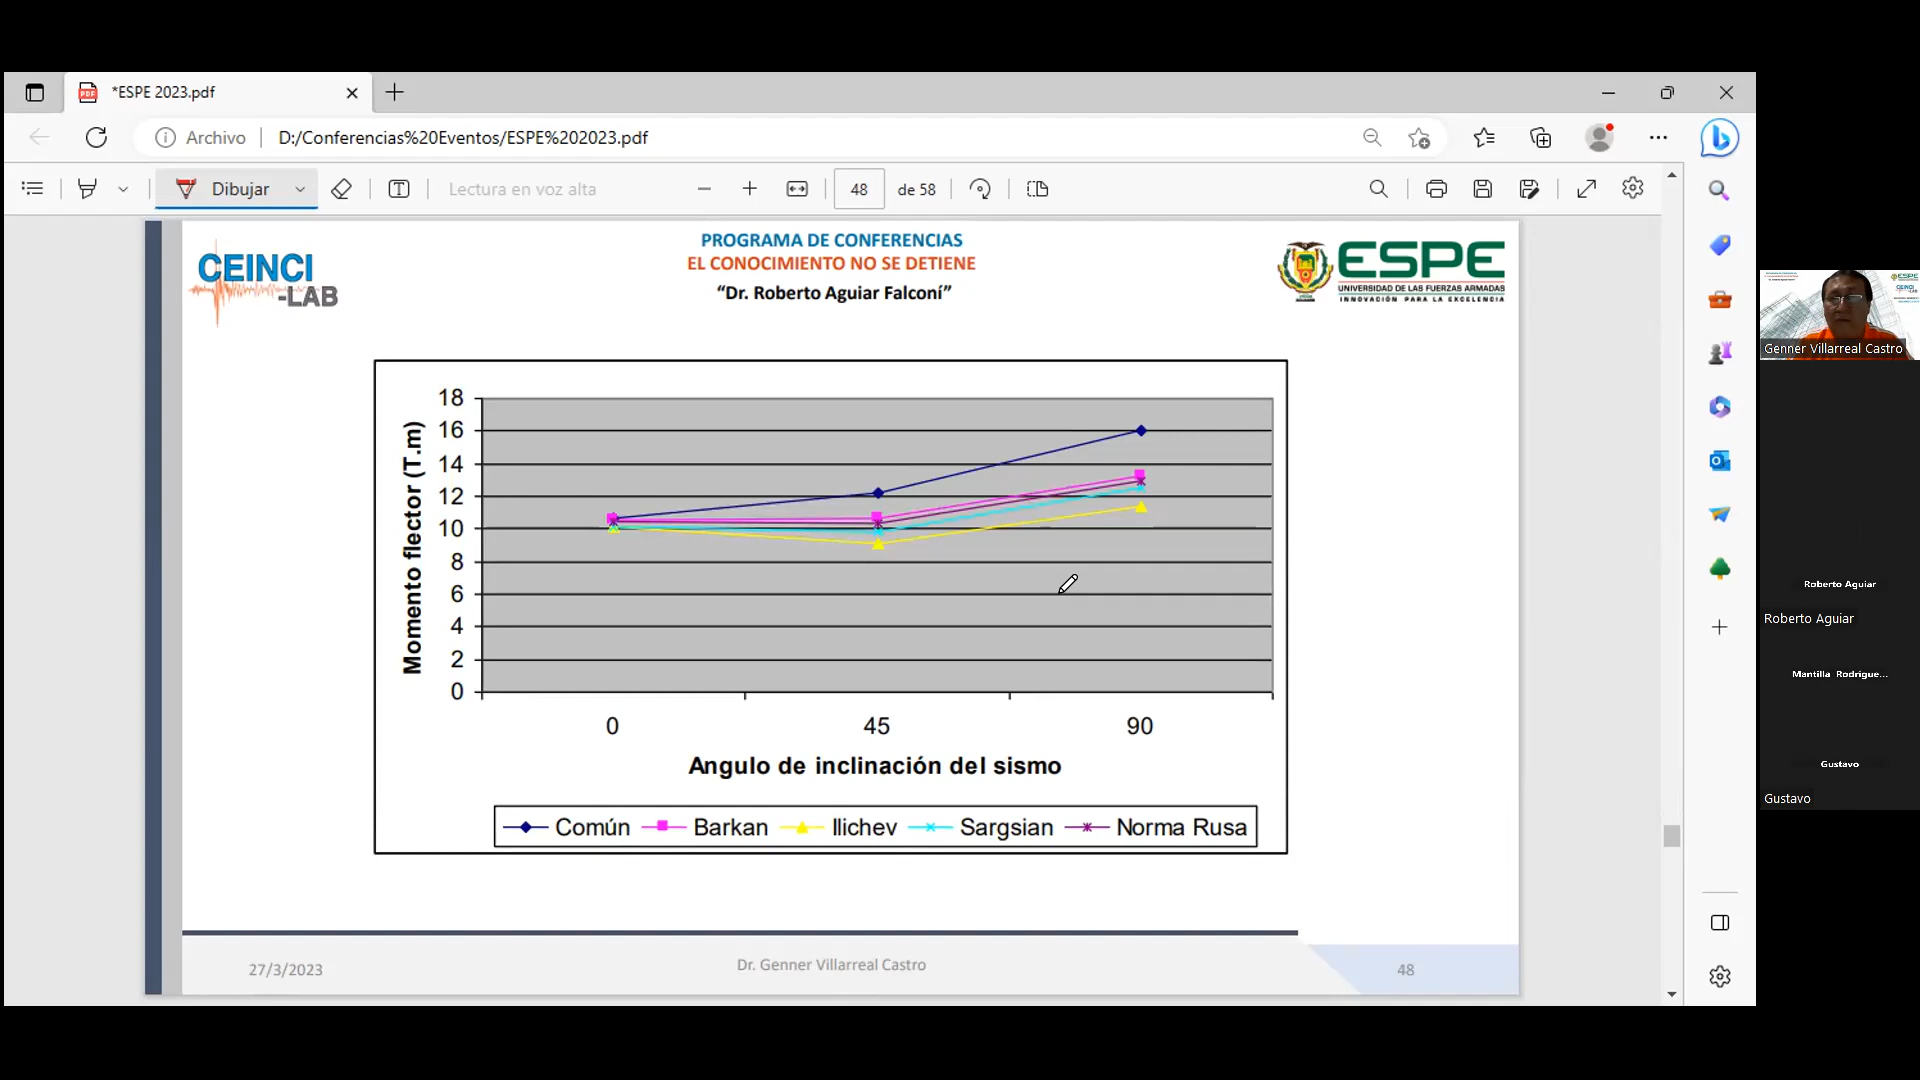 *ESPE 2023.pdf
Archivo
D:/Conferencias%20Eventos/ESPE%202023.pdf
Dibujar
Lectura en voz alta
48
de 58
CEINCI
-LAB
PROGRAMA DE CONFERENCIAS
EL CONOCIMIENTO NO SE DETIENE
“Dr. Roberto Aguiar Falconí”
ESPE
UNIVERSIDAD DE LAS FUERZAS ARMADAS
INNOVACIÓN PARA LA EXCELENCIA
Momento flector (T.m)
18
16
14
12
10
8
6
4
2
0
0 45 90
Angulo de inclinación del sismo
Común Barkan Ilichev Sargsian Norma Rusa
27/3/2023
Dr. Genner Villarreal Castro
48
Genner Villarreal Castro
Roberto Aguiar
Roberto Aguiar
Mantilla Rodrigue...
Gustavo
Gustavo